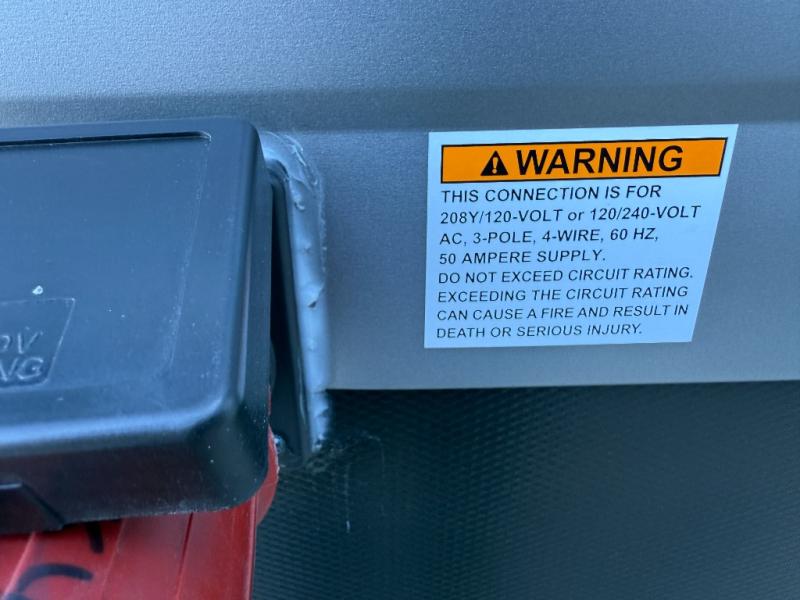 WARNING
THIS CONNECTION IS FOR
208Y/120-VOLT or 120/240-VOLT
AC, 3-POLE, 4-WIRE, 60 HZ,
50 AMPERE SUPPLY.
DO NOT EXCEED CIRCUIT RATING.
EXCEEDING THE CIRCUIT RATING
CAN CAUSE A FIRE AND RESULT IN
DEATH OR SERIOUS INJURY.